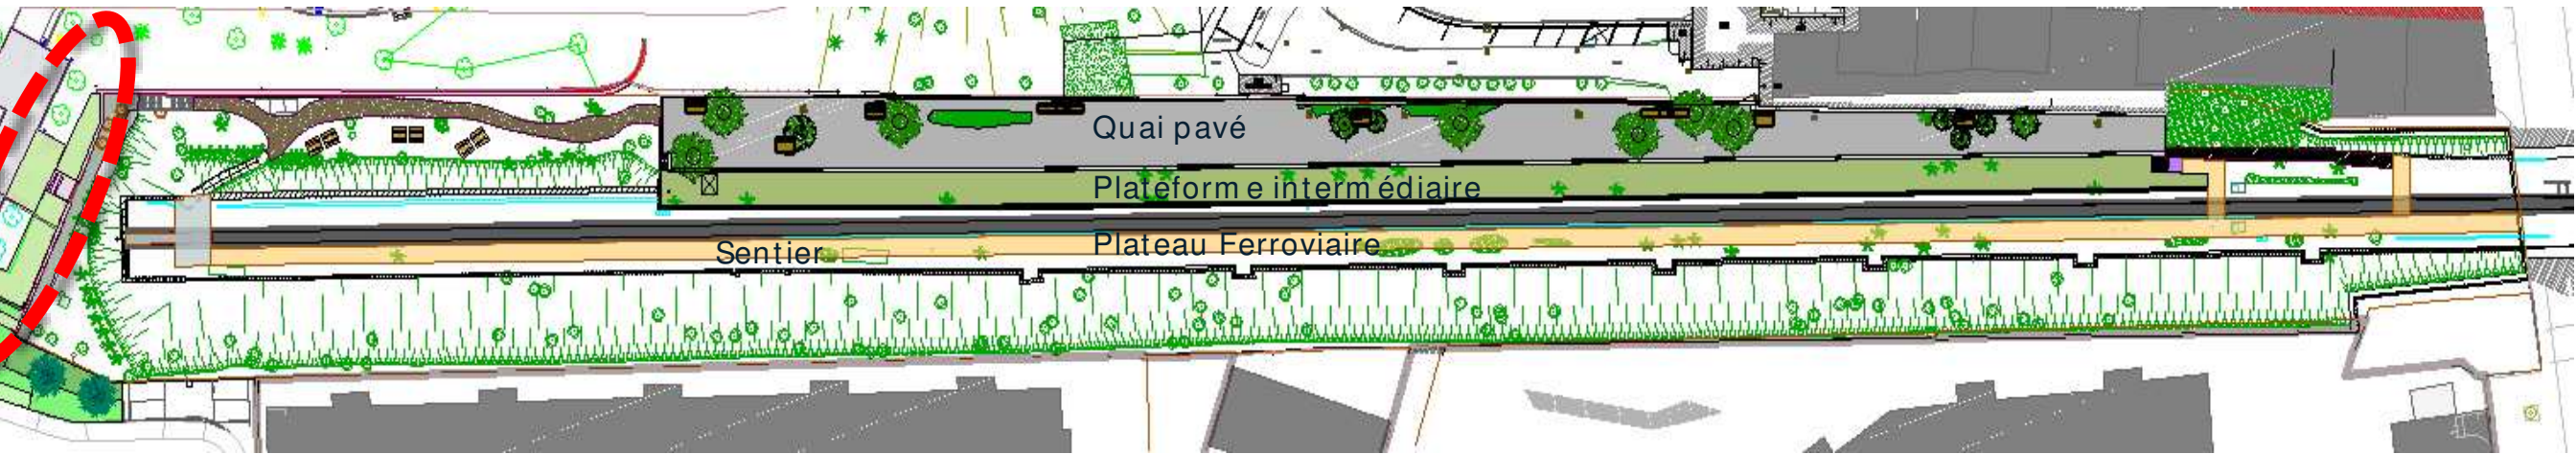 Quai pavé
Plateforme intermédiaire
Sentier
Plateau Ferroviaire